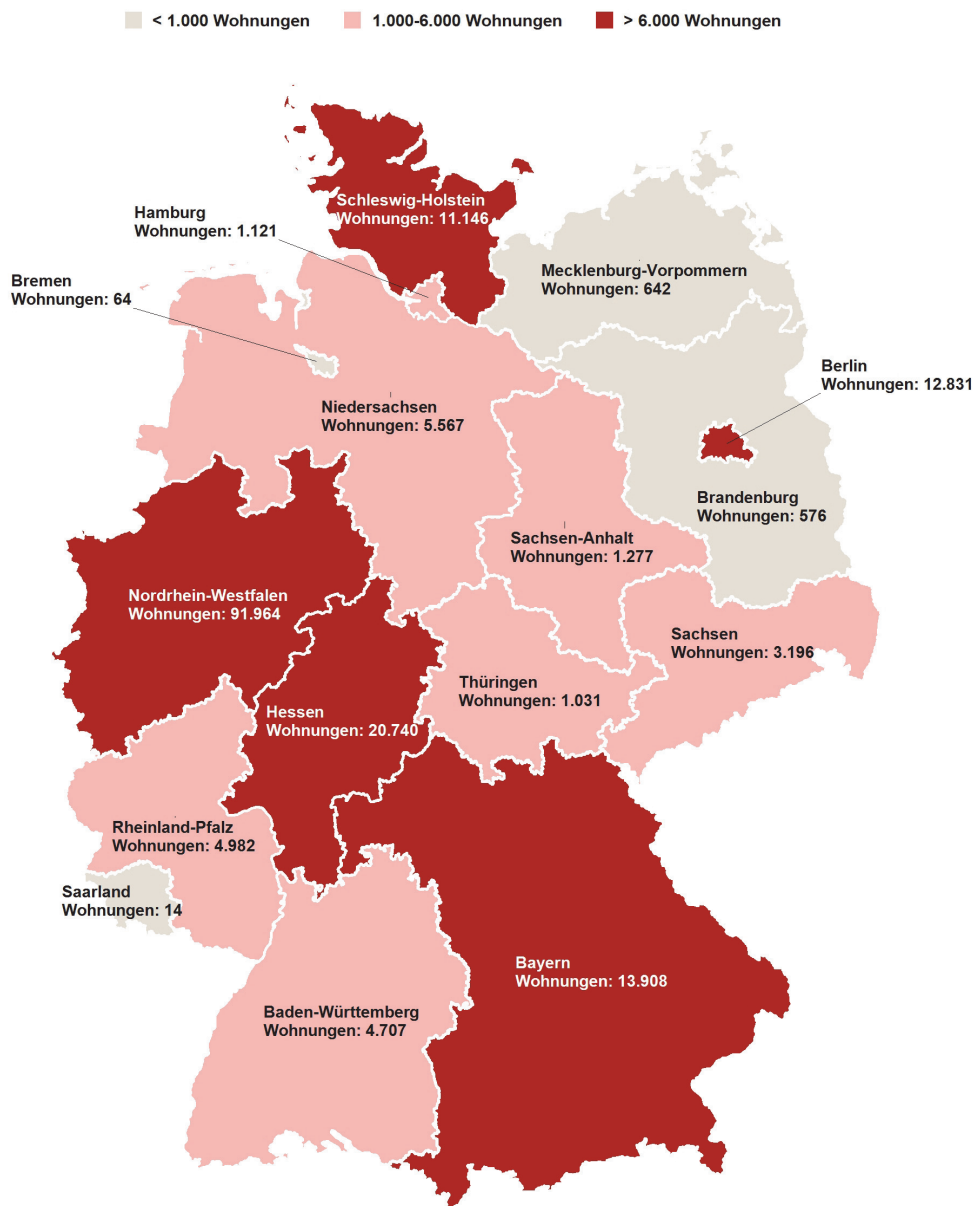 < 1.000 Wohnungen
1.000-6.000 Wohnungen
> 6.000 Wohnungen
Schleswig-Holstein
Wohnungen: 11.146
Hamburg
Wohnungen: 1.121
Mecklenburg-Vorpommern
Wohnungen: 642
Bremen
Wohnungen: 64
Berlin
Wohnungen: 12.831
Niedersachsen
Wohnungen: 5.567
Brandenburg
Wohnungen: 576
Sachsen-Anhalt
Wohnungen: 1.277
Nordrhein-Westfalen
Wohnungen: 91.964
Sachsen
Wohnungen: 3.196
Thüringen
Wohnungen: 1.031
Hessen
Wohnungen: 20.740
Rheinland-Pfalz
Wohnungen: 4.982
Saarland
Wohnungen: 14
Bayern
Wohnungen: 13.908
Baden-Württemberg
Wohnungen: 4.707